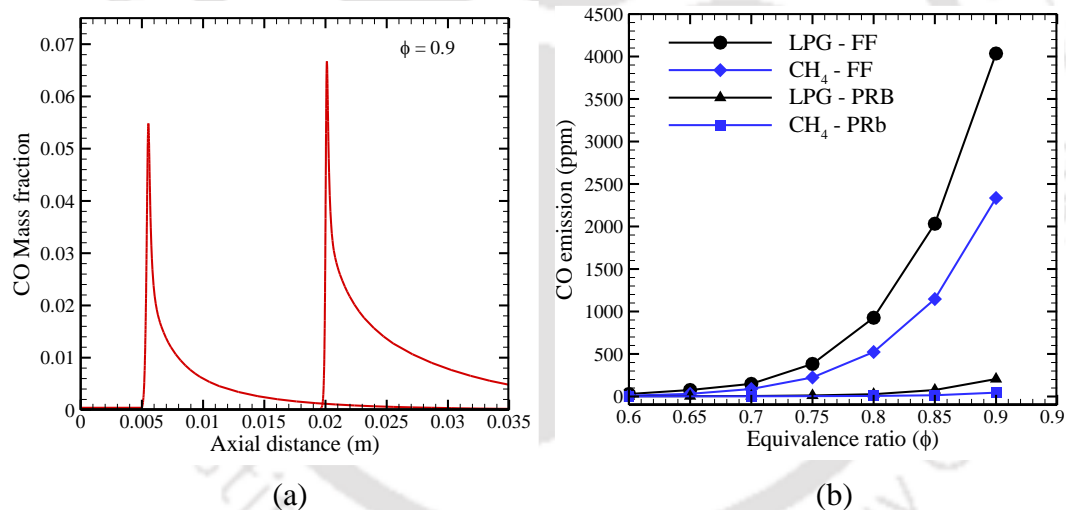 0.07
0.06
0.05
0.04
0.03
0.02
0.01
0
CO Mass fraction
ϕ = 0.9
0 0.005 0.01 0.015 0.02 0.025 0.03 0.035
Axial distance (m)
(a)
4500
4000
3500
3000
2500
2000
1500
1000
500
0
CO emission (ppm)
LPG - FF
CH₄ - FF
LPG - PRB
CH₄ - PRb
0.6 0.65 0.7 0.75 0.8 0.85 0.9 0.9
Equivalence ratio (ϕ)
(b)